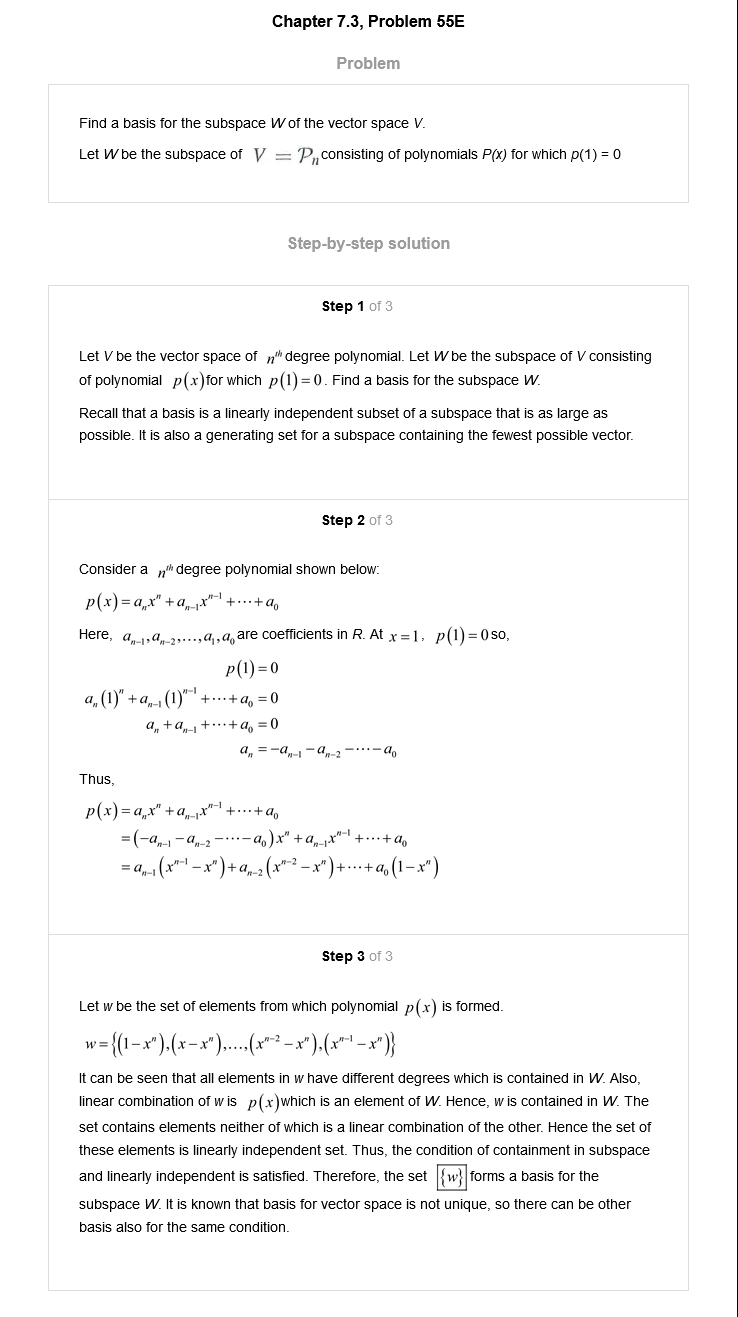 Chapter 7.3, Problem 55E
Problem
Find a basis for the subspace W of the vector space V.
Let W be the subspace of V = 𝒫ₙ consisting of polynomials P(x) for which p(1) = 0
Step-by-step solution
Step 1 of 3
Let V be the vector space of n^th degree polynomial. Let W be the subspace of V consisting
of polynomial p(x) for which p(1) = 0. Find a basis for the subspace W.
Recall that a basis is a linearly independent subset of a subspace that is as large as
possible. It is also a generating set for a subspace containing the fewest possible vector.
Step 2 of 3
Consider a n^th degree polynomial shown below:
p(x) = a_n x^n + a_{n-1} x^{n-1} + ⋯ + a_0
Here, a_{n-1}, a_{n-2}, …, a_1, a_0 are coefficients in R. At x = 1, p(1) = 0 so,
p(1) = 0
a_n (1)^n + a_{n-1} (1)^{n-1} + ⋯ + a_0 = 0
a_n + a_{n-1} + ⋯ + a_0 = 0
a_n = -a_{n-1} - a_{n-2} - ⋯ - a_0
Thus,
p(x) = a_n x^n + a_{n-1} x^{n-1} + ⋯ + a_0
= (-a_{n-1} - a_{n-2} - ⋯ - a_0) x^n + a_{n-1} x^{n-1} + ⋯ + a_0
= a_{n-1} (x^{n-1} - x^n) + a_{n-2} (x^{n-2} - x^n) + ⋯ + a_0 (1 - x^n)
Step 3 of 3
Let w be the set of elements from which polynomial p(x) is formed.
w = {(1 - x^n), (x - x^n), …, (x^{n-2} - x^n), (x^{n-1} - x^n)}
It can be seen that all elements in w have different degrees which is contained in W. Also,
linear combination of w is p(x) which is an element of W. Hence, w is contained in W. The
set contains elements neither of which is a linear combination of the other. Hence the set of
these elements is linearly independent set. Thus, the condition of containment in subspace
and linearly independent is satisfied. Therefore, the set {w} forms a basis for the
subspace W. It is known that basis for vector space is not unique, so there can be other
basis also for the same condition.